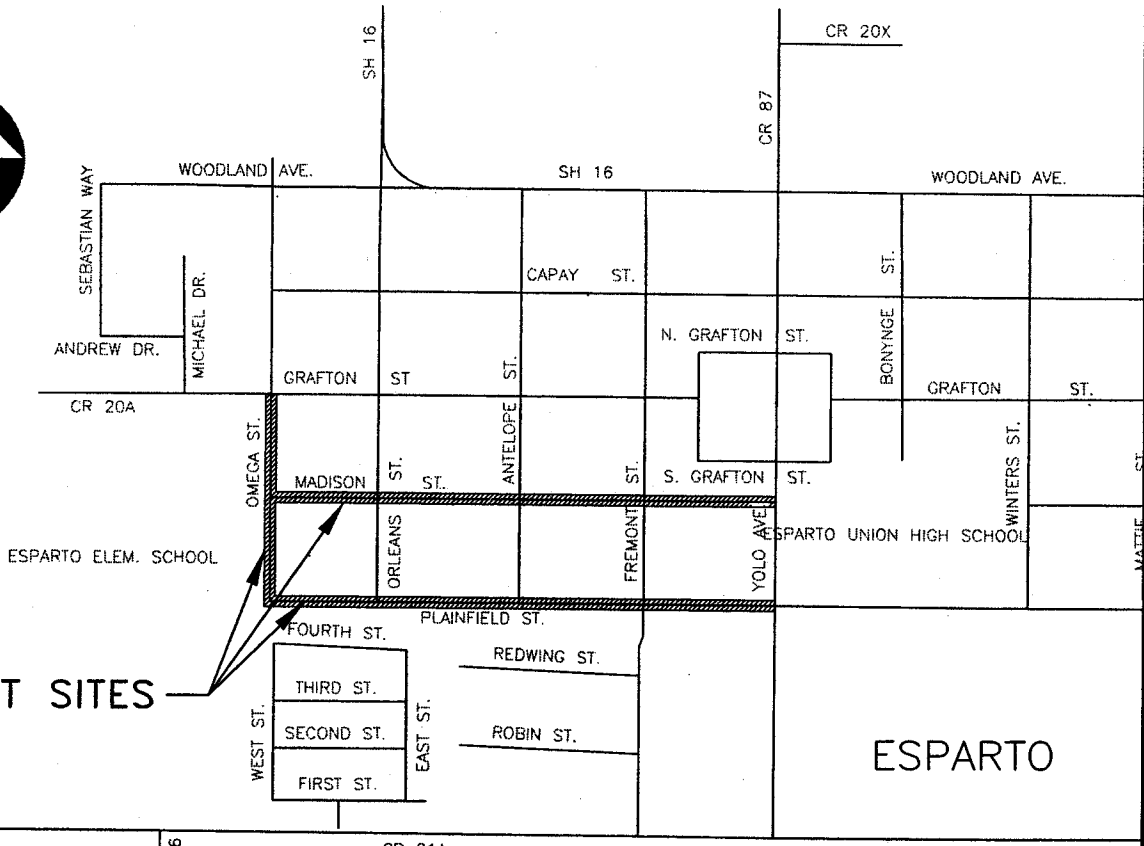 SH 16
CR 20X
CR 87
WOODLAND AVE.
SH 16
WOODLAND AVE.
SEBASTIAN WAY
MICHAEL DR.
CAPAY ST.
BONYNGE ST.
ANDREW DR.
N. GRAFTON ST.
GRAFTON ST
ANTELOPE ST.
GRAFTON ST.
CR 20A
OMEGA ST.
MADISON ST.
ORLEANS ST.
FREMONT ST.
S. GRAFTON ST.
YOLO AVE
WINTERS ST.
MATTIE ST.
ESPARTO UNION HIGH SCHOOL
ESPARTO ELEM. SCHOOL
PLAINFIELD ST.
FOURTH ST.
REDWING ST.
T SITES
THIRD ST.
WEST ST.
EAST ST.
SECOND ST.
ROBIN ST.
ESPARTO
FIRST ST.